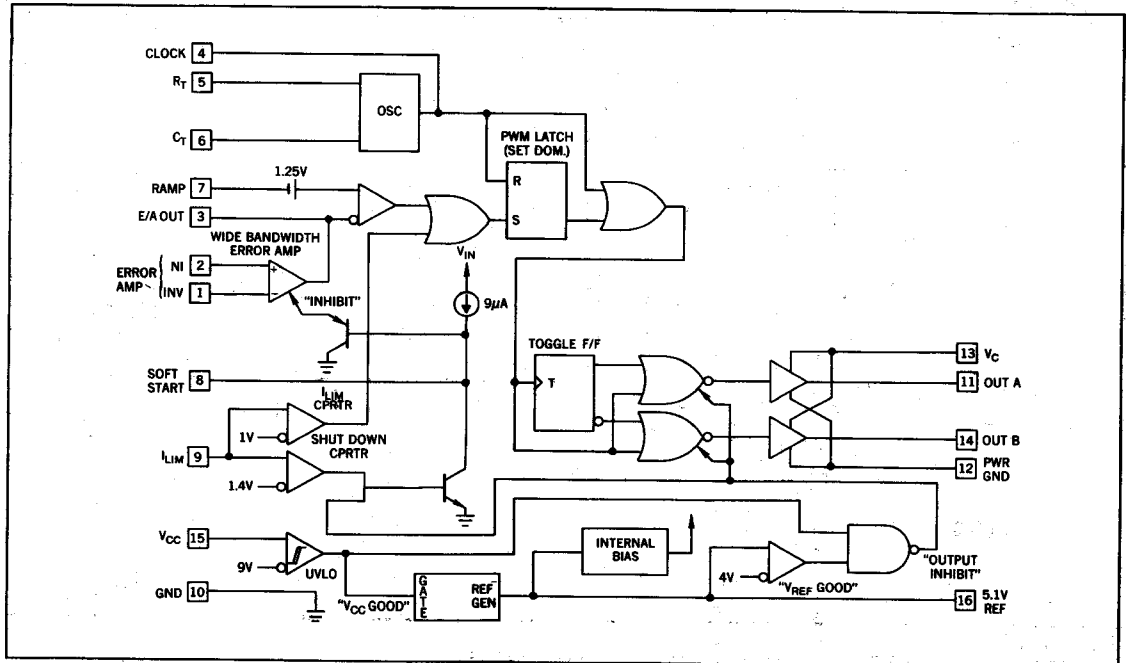 CLOCK 4
RT 5
OSC
CT 6
PWM LATCH
(SET DOM.)
R
S
1.25V
RAMP 7
E/A OUT 3
WIDE BANDWIDTH
ERROR AMP
VIN
ERROR
AMP
NI 2
INV 1
+
−
"INHIBIT"
9μA
TOGGLE F/F
T
SOFT
START 8
ILIM
CPRTR
1V
SHUT DOWN
CPRTR
ILIM 9
1.4V
13 VC
11 OUT A
14 OUT B
12 PWR
GND
VCC 15
9V
UVLO
INTERNAL
BIAS
4V
"VREF GOOD"
"OUTPUT
INHIBIT"
GND 10
"VCC GOOD"
GATE
REF
GEN
16 5.1V
REF